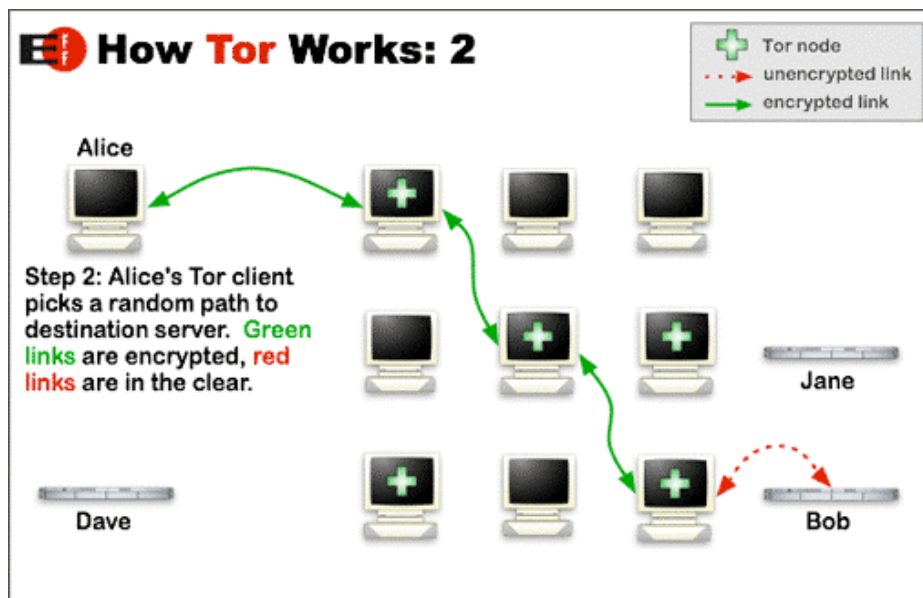 EFF How Tor Works: 2
Tor node
unencrypted link
encrypted link
Alice
Step 2: Alice's Tor client
picks a random path to
destination server. Green
links are encrypted, red
links are in the clear.
Jane
Dave
Bob